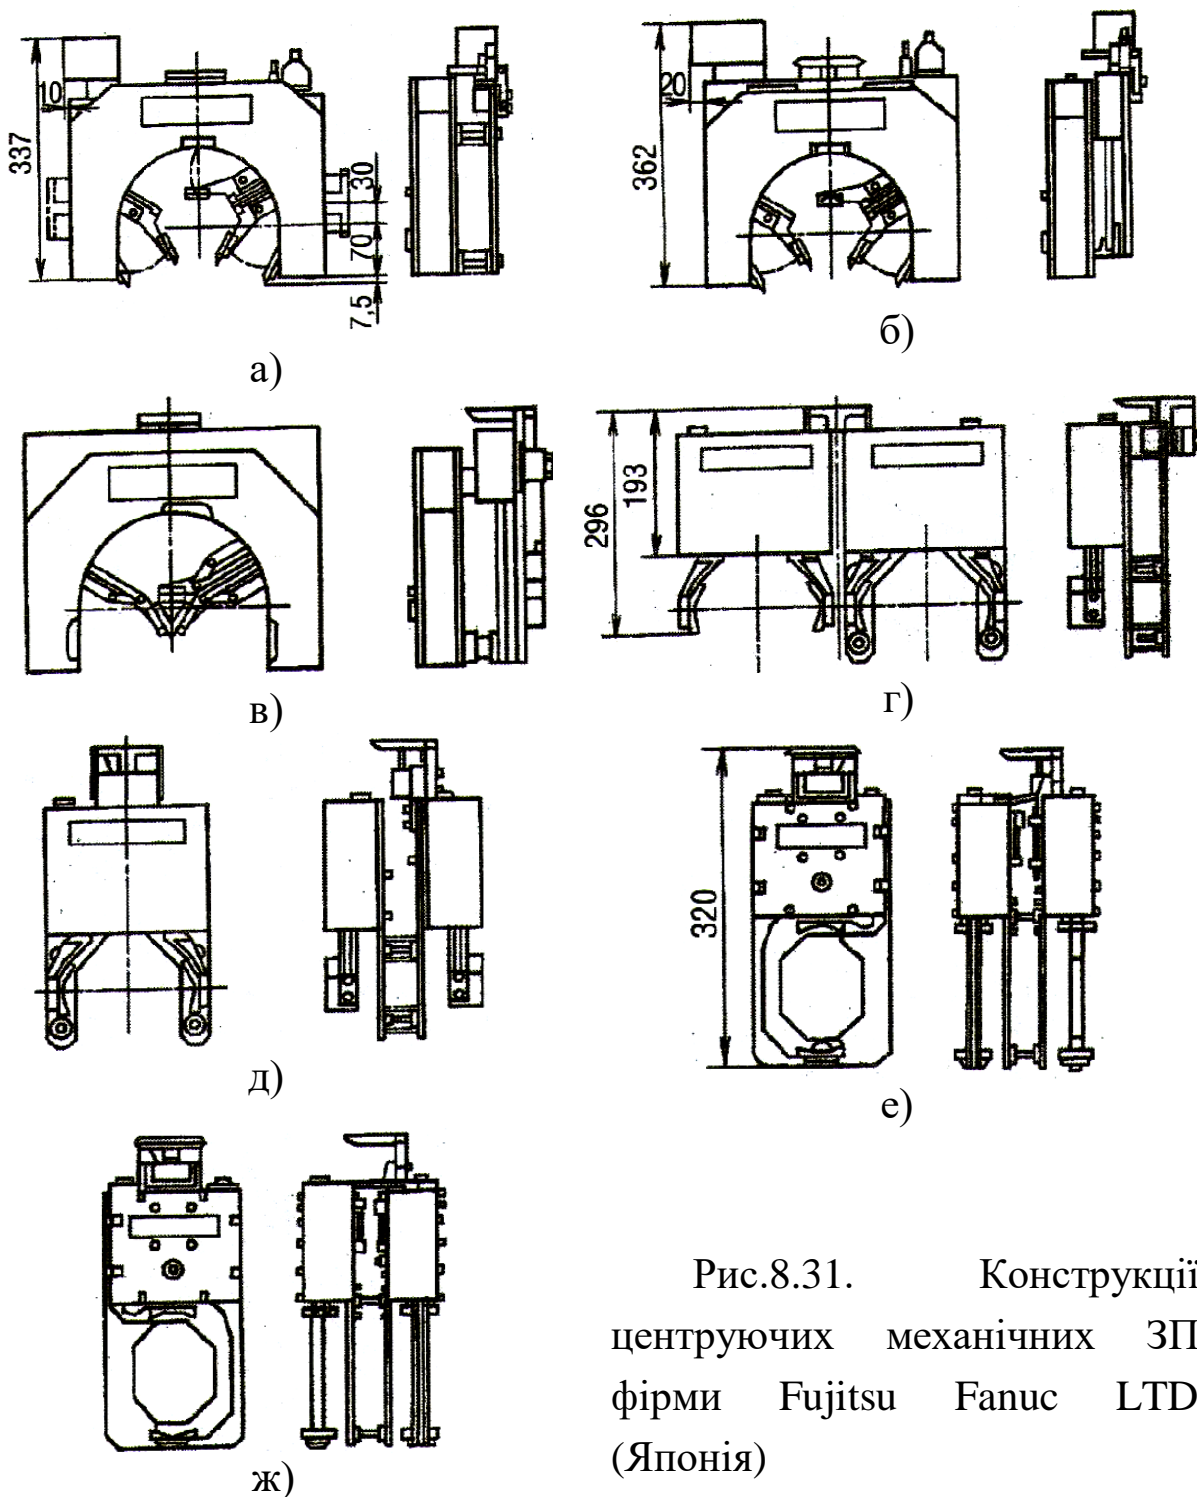 337
10
30
70
7,5
а)
362
20
б)
в)
296
193
г)
д)
320
е)
ж)
Рис.8.31. Конструкції
центруючих механічних ЗП
фірми Fujitsu Fanuc LTD
(Японія)